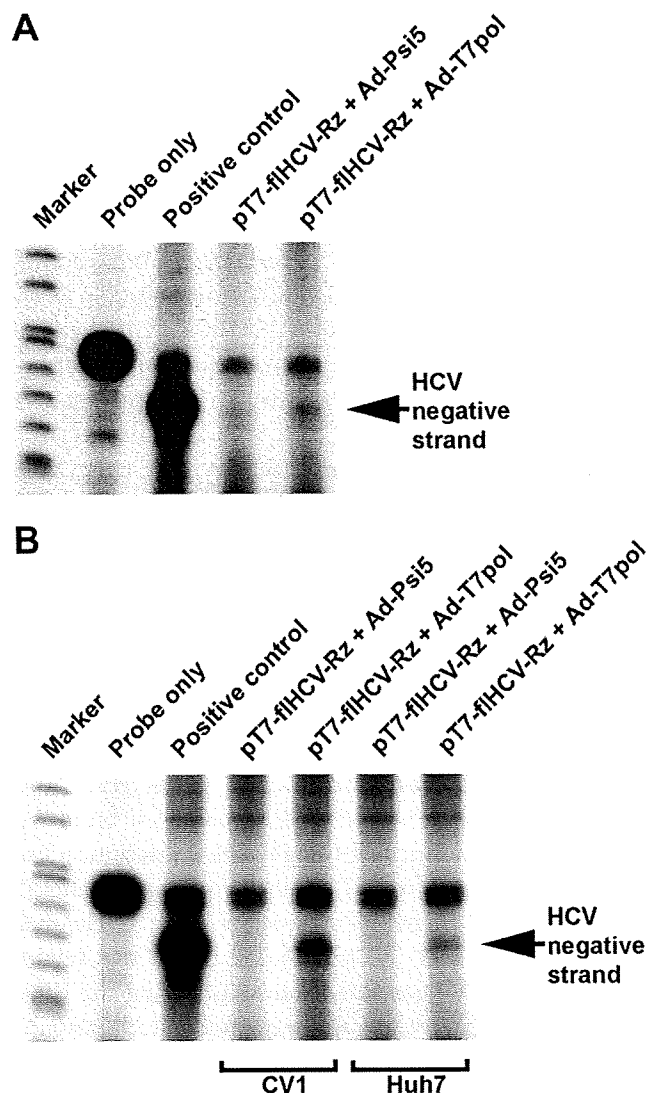 A
Marker
Probe only
Positive control
pT7-flHCV-Rz + Ad-Psi5
pT7-flHCV-Rz + Ad-T7pol
HCV
negative
strand
B
Marker
Probe only
Positive control
pT7-flHCV-Rz + Ad-Psi5
pT7-flHCV-Rz + Ad-T7pol
pT7-flHCV-Rz + Ad-Psi5
pT7-flHCV-Rz + Ad-T7pol
HCV
negative
strand
CV1
Huh7